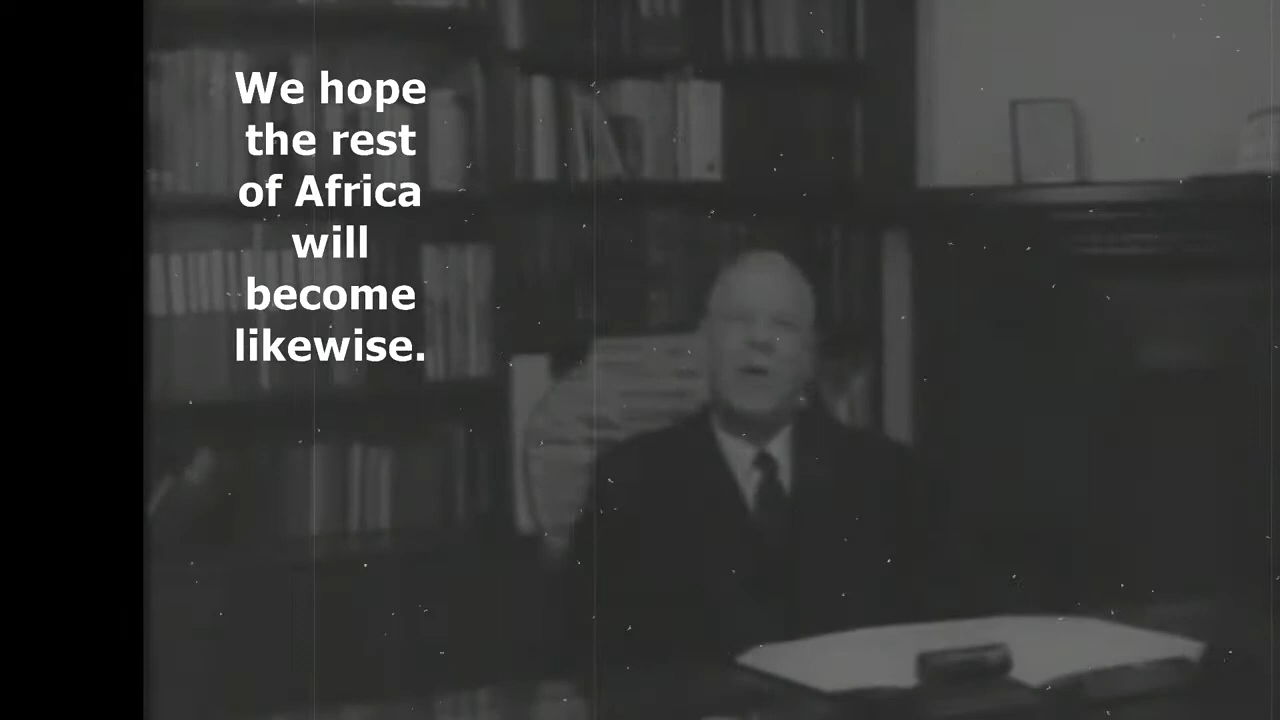 We hope
the rest
of Africa
will
become
likewise.